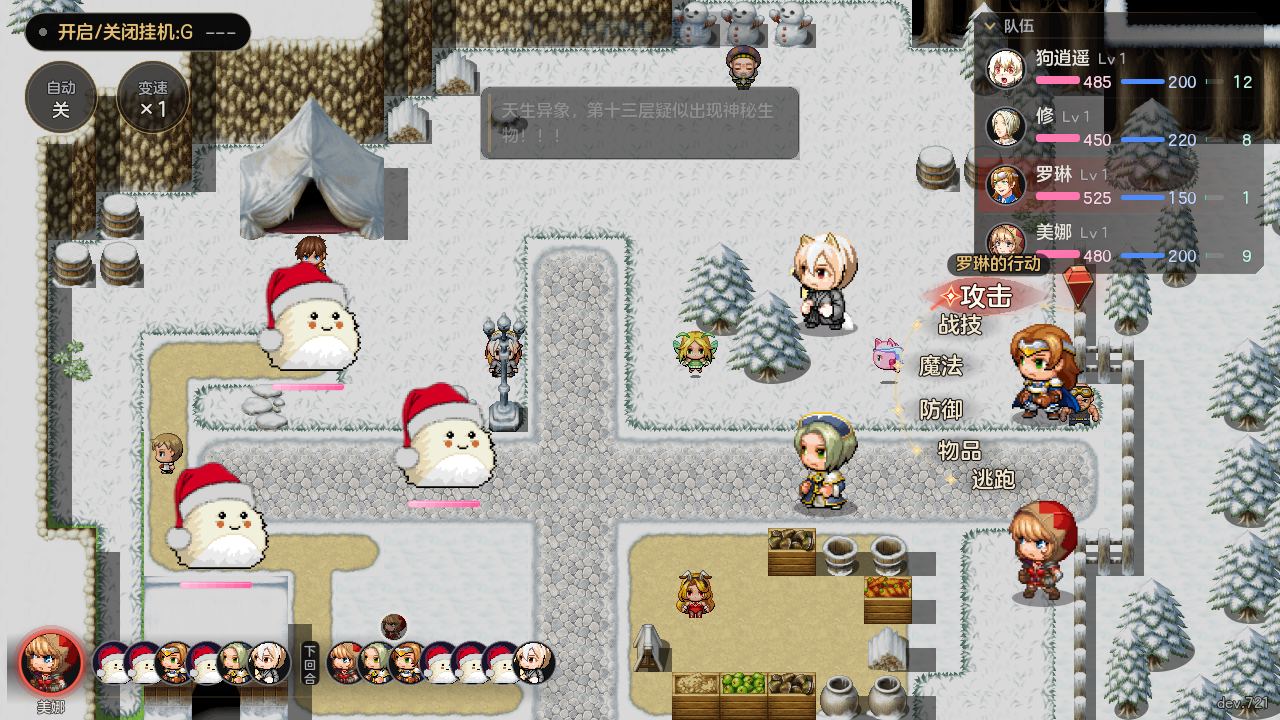 开启/关闭挂机:G ---
自动
关
变速
×1
天生异象，第十三层疑似出现神秘生
物！！！
队伍
狗逍遥 Lv 1
485 200 12
修 Lv 1
450 220 8
罗琳 Lv 1
525 150 1
美娜 Lv 1
480 200 9
罗琳的行动
攻击
战技
魔法
防御
物品
逃跑
下回合
美娜
dev.721